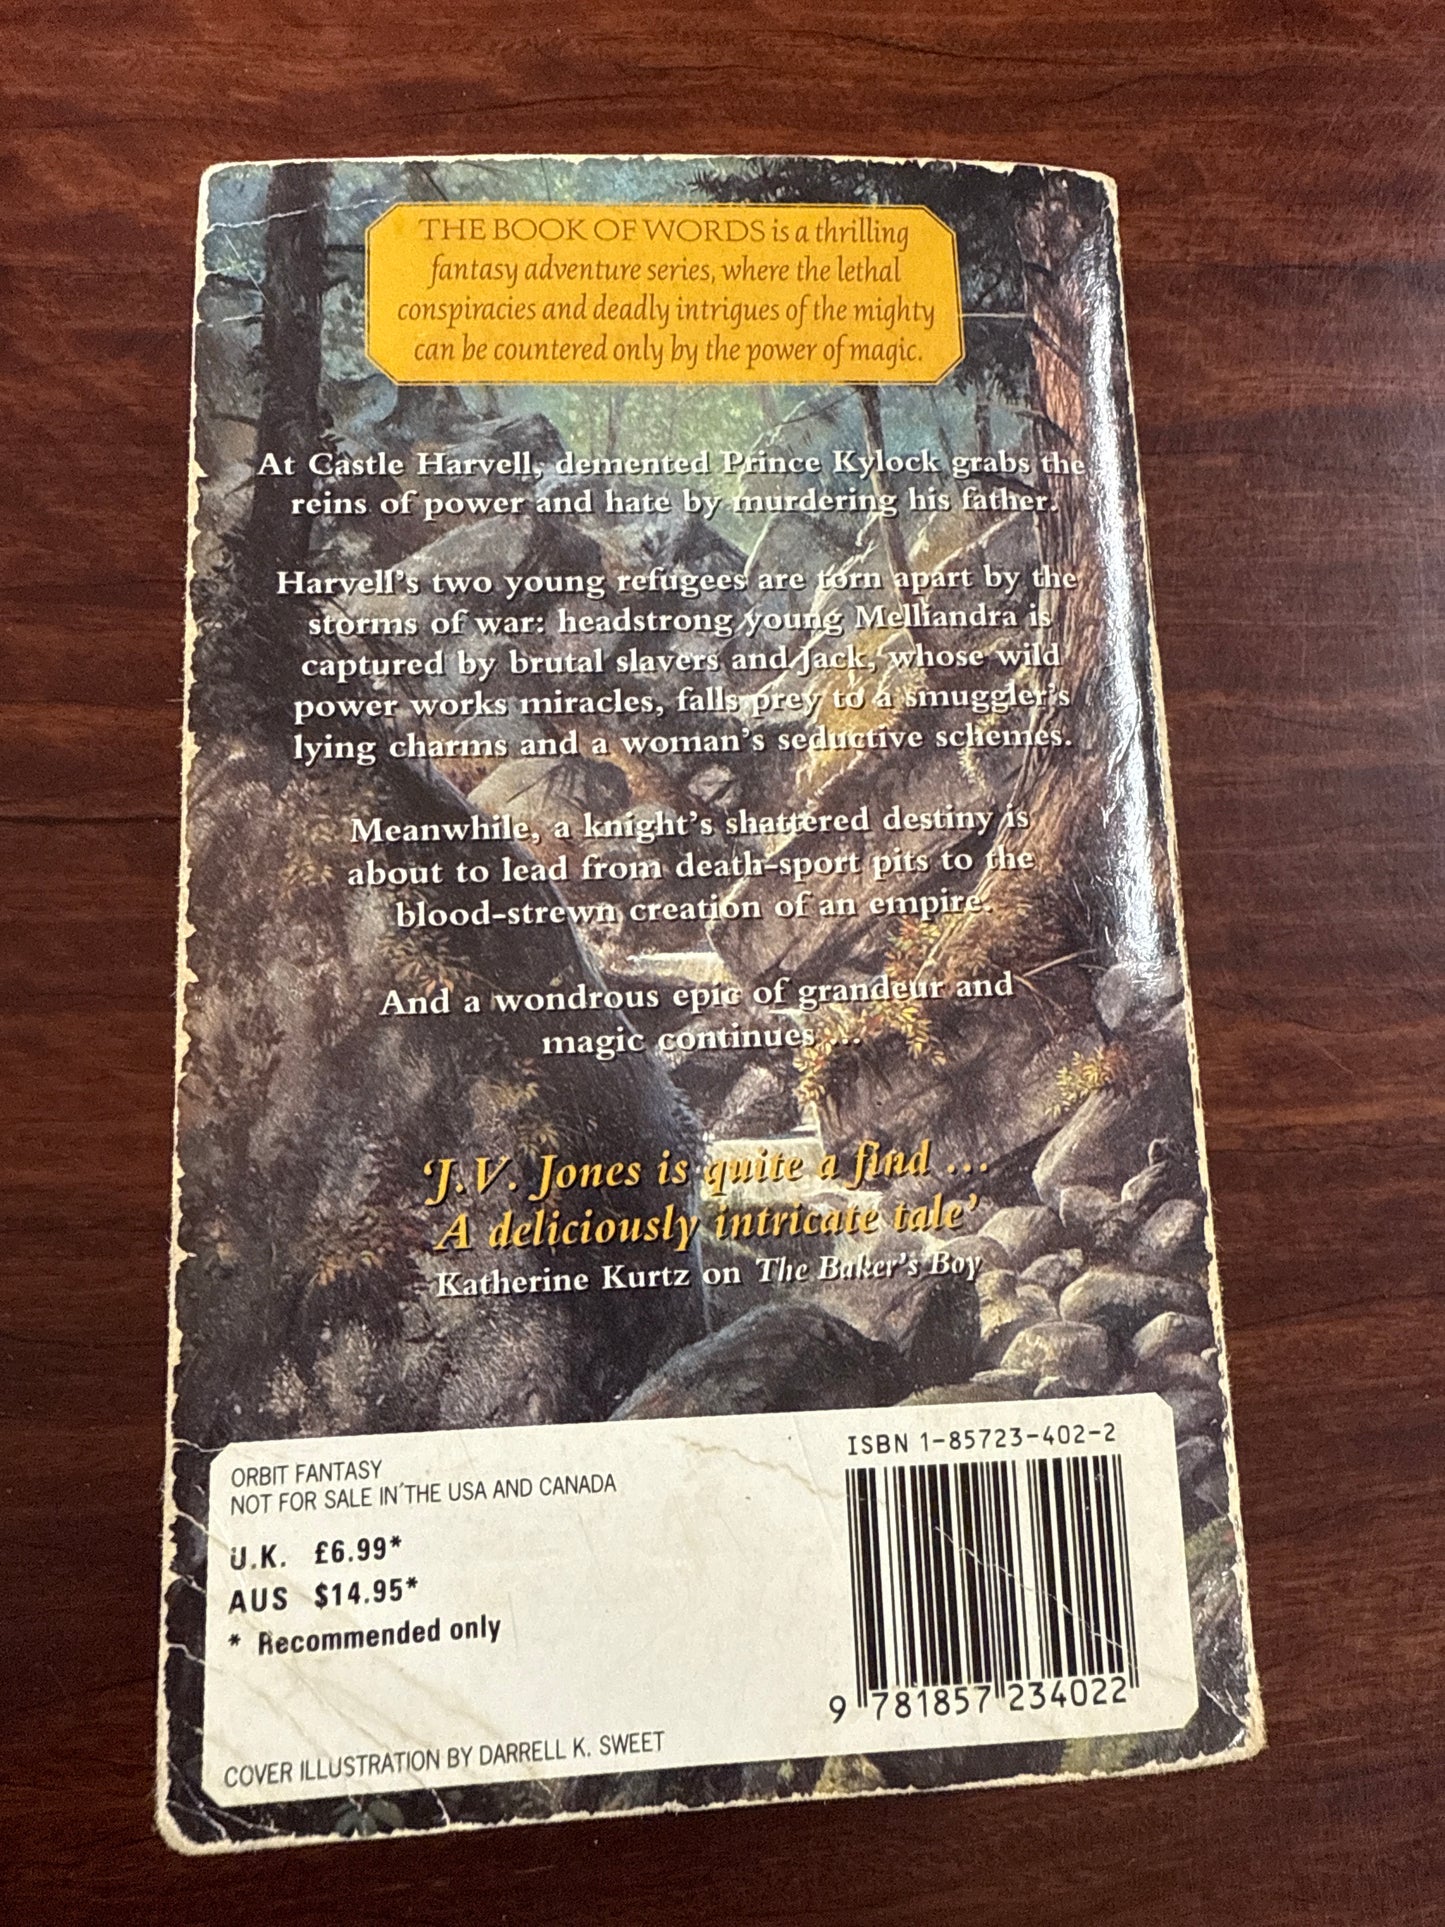 THE BOOK OF WORDS is a thrilling
fantasy adventure series, where the lethal
conspiracies and deadly intrigues of the mighty
can be countered only by the power of magic.
At Castle Harvell, demented Prince Kylock grabs the
reins of power and hate by murdering his father.
Harvell's two young refugees are torn apart by the
storms of war: headstrong young Melliandra is
captured by brutal slavers and Jack, whose wild
power works miracles, falls prey to a smuggler's
lying charms and a woman's seductive schemes.
Meanwhile, a knight's shattered destiny is
about to lead from death-sport pits to the
blood-strewn creation of an empire.
And a wondrous epic of grandeur and
magic continues ...
'J.V. Jones is quite a find ...
A deliciously intricate tale'
Katherine Kurtz on The Baker's Boy
ORBIT FANTASY
NOT FOR SALE IN THE USA AND CANADA
U.K. £6.99*
AUS $14.95*
* Recommended only
COVER ILLUSTRATION BY DARRELL K. SWEET
ISBN 1-85723-402-2
9 781857 234022